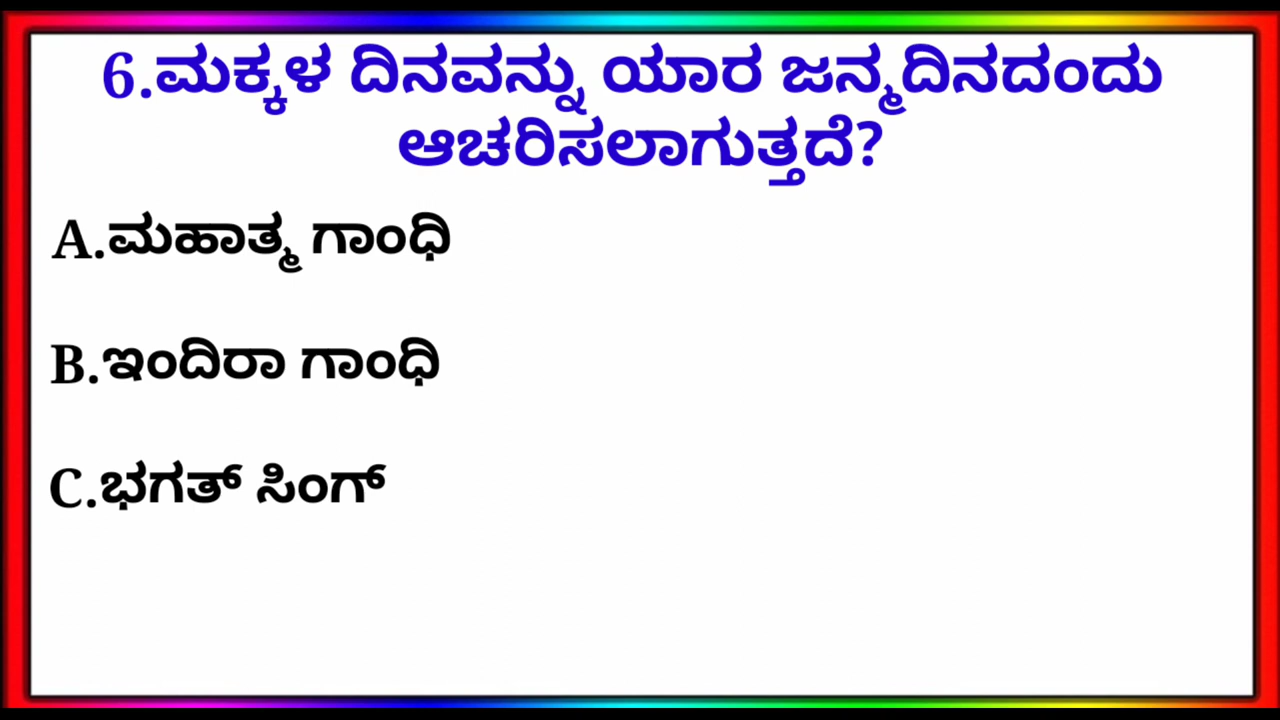 6.ಮಕ್ಕಳ ದಿನವನ್ನು ಯಾರ ಜನ್ಮದಿನದಂದು
ಆಚರಿಸಲಾಗುತ್ತದೆ?
A.ಮಹಾತ್ಮ ಗಾಂಧಿ
B.ಇಂದಿರಾ ಗಾಂಧಿ
C.ಭಗತ್ ಸಿಂಗ್